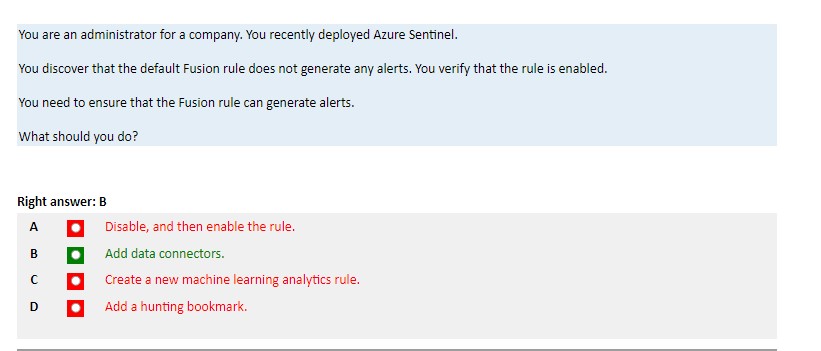 You are an administrator for a company. You recently deployed Azure Sentinel.
You discover that the default Fusion rule does not generate any alerts. You verify that the rule is enabled.
You need to ensure that the Fusion rule can generate alerts.
What should you do?
Right answer: B
A Disable, and then enable the rule.
B Add data connectors.
C Create a new machine learning analytics rule.
D Add a hunting bookmark.